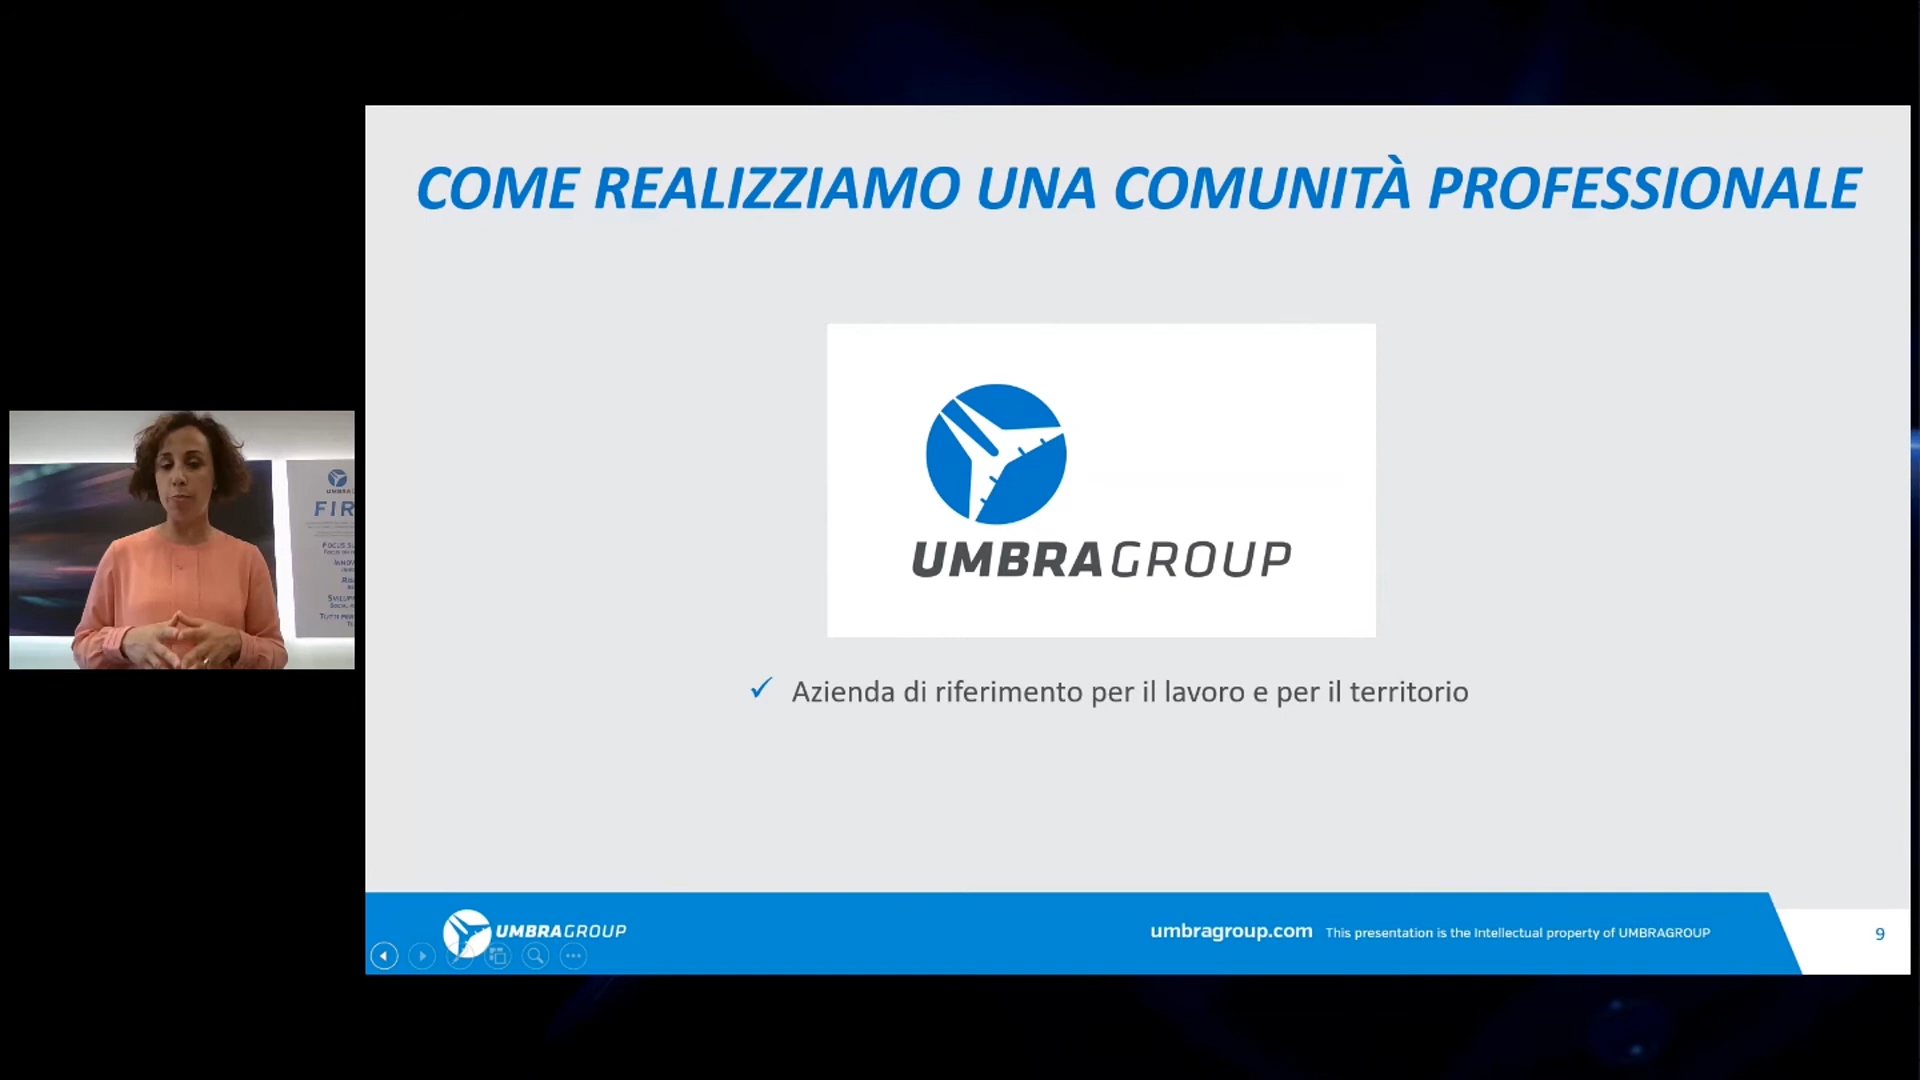 COME REALIZZIAMO UNA COMUNITÀ PROFESSIONALE
UMBRAGROUP
✓ Azienda di riferimento per il lavoro e per il territorio
UMBRA
FIR
UMBRAGROUP
umbragroup.com This presentation is the Intellectual property of UMBRAGROUP
9